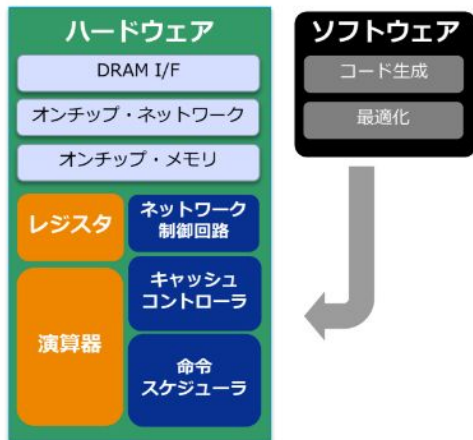 ハードウェア
DRAM I/F
オンチップ・ネットワーク
オンチップ・メモリ
レジスタ
ネットワーク
制御回路
演算器
キャッシュ
コントローラ
命令
スケジューラ
ソフトウェア
コード生成
最適化